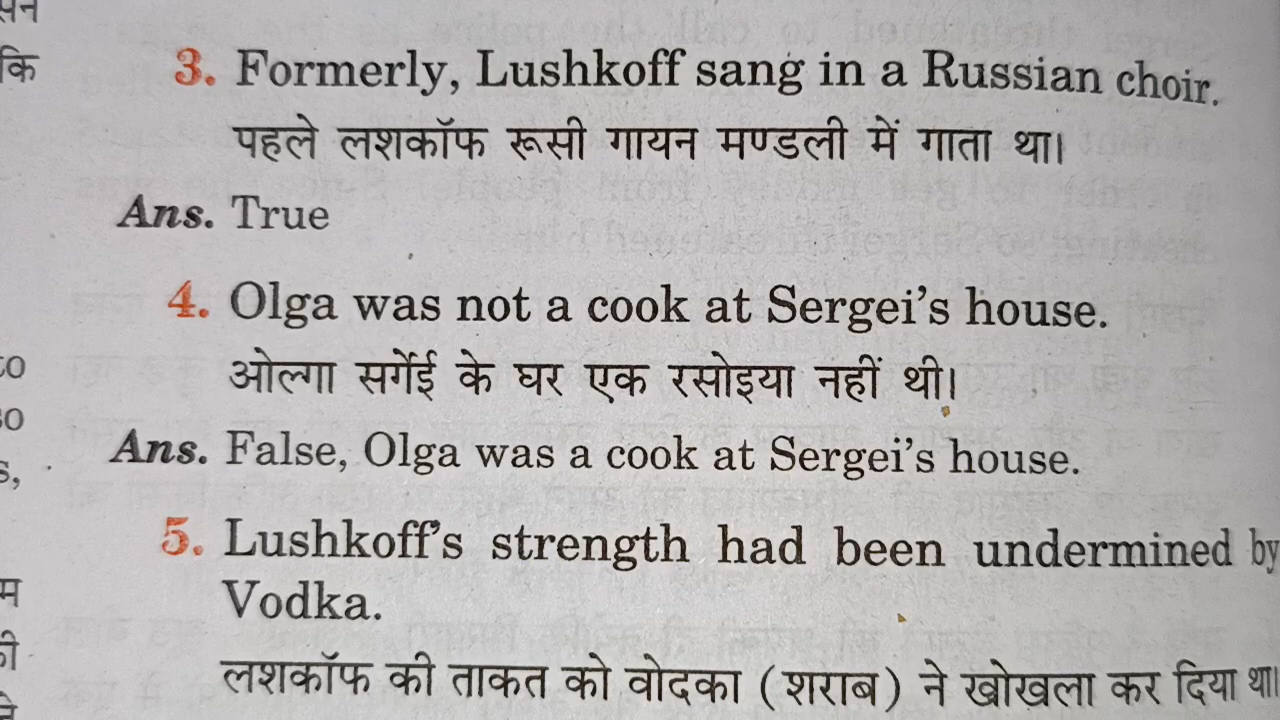 3. Formerly, Lushkoff sang in a Russian choir.
पहले लशकॉफ रूसी गायन मण्डली में गाता था।
Ans. True
4. Olga was not a cook at Sergei's house.
ओल्गा सर्गेई के घर एक रसोइया नहीं थी।
Ans. False, Olga was a cook at Sergei's house.
5. Lushkoff's strength had been undermined by
Vodka.
लशकॉफ की ताकत को वोदका (शराब) ने खोखला कर दिया था।